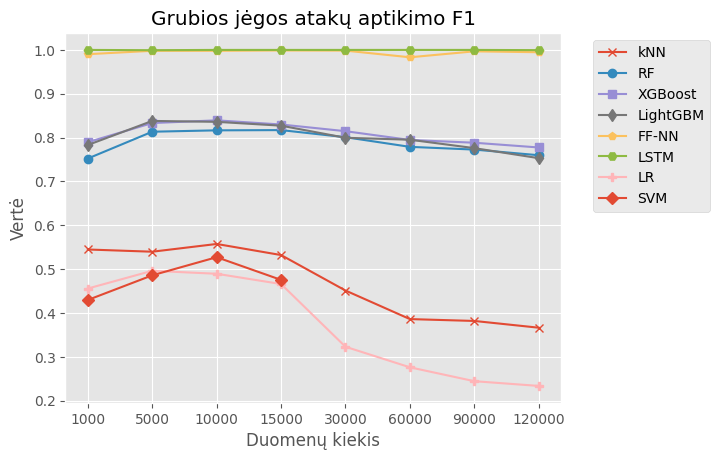 Grubios jėgos atakų aptikimo F1
1.0
0.9
0.8
0.7
0.6
0.5
0.4
0.3
0.2
Vertė
1000 5000 10000 15000 30000 60000 90000 120000
Duomenų kiekis
kNN
RF
XGBoost
LightGBM
FF-NN
LSTM
LR
SVM